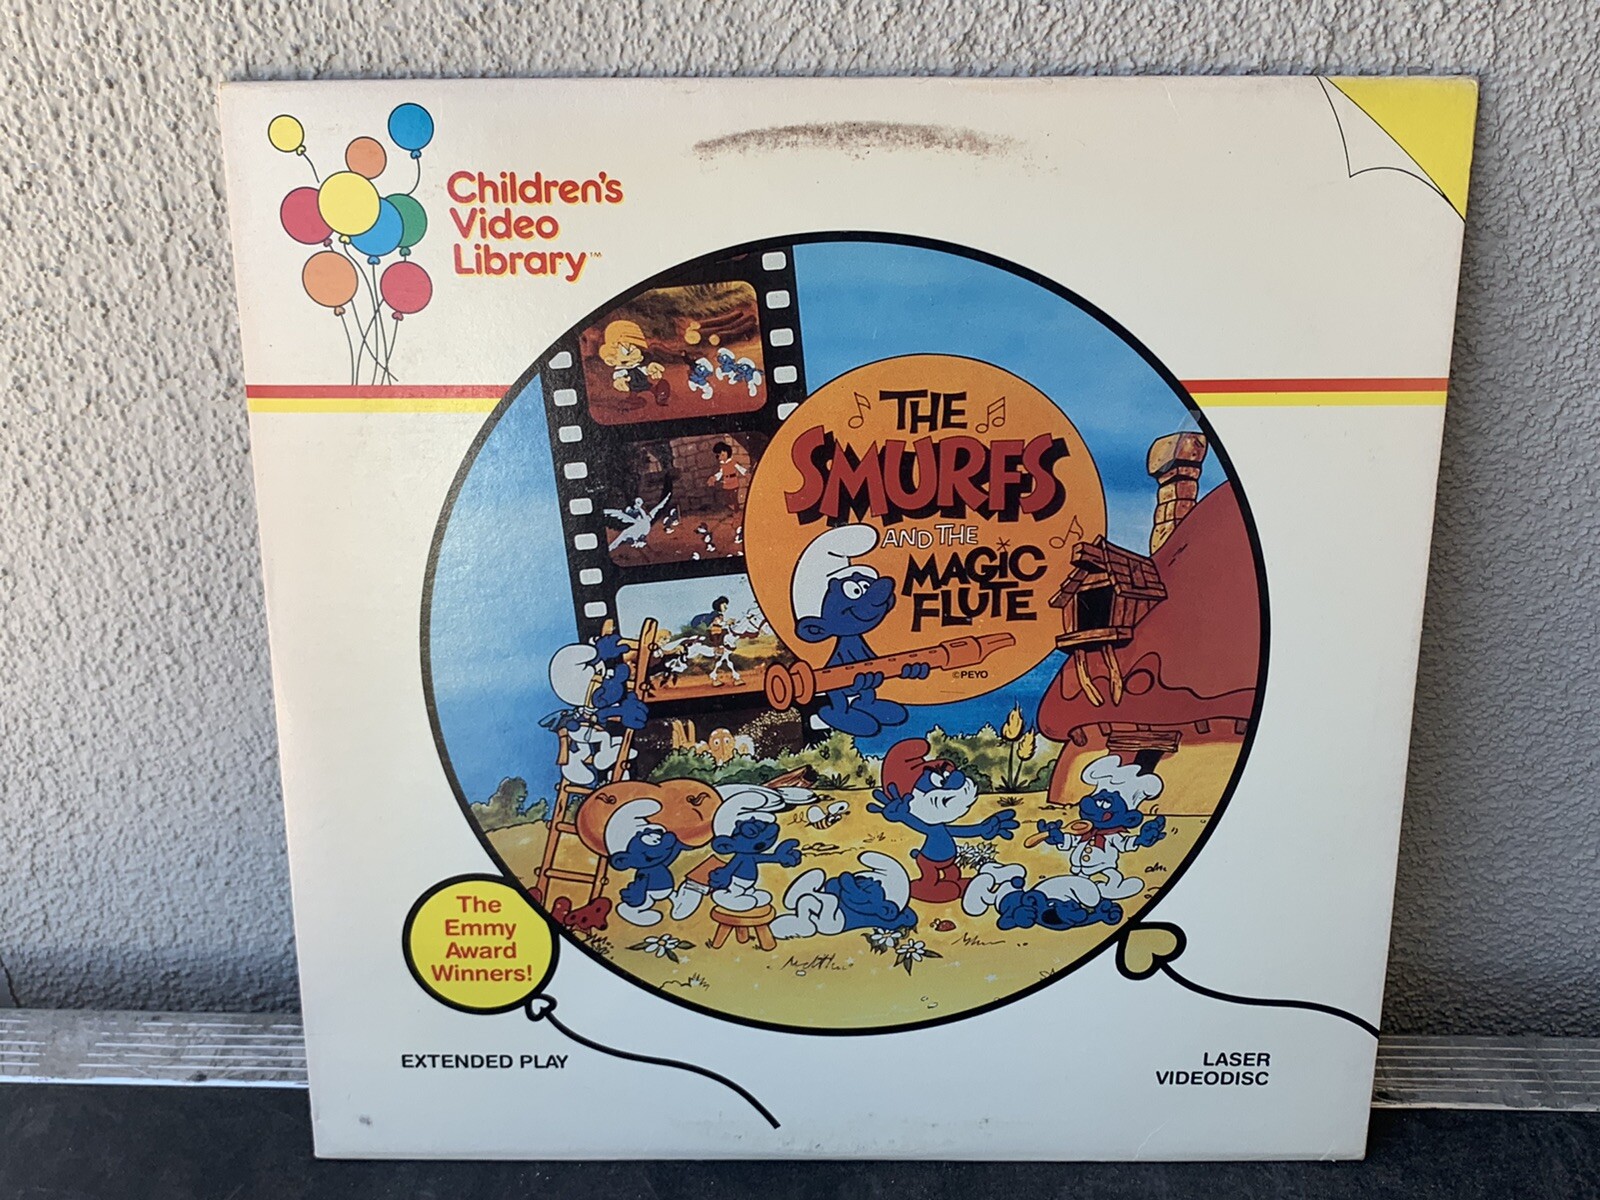 Children's
Video
Library™
THE
SMURFS
AND THE
MAGIC
FLUTE
©PEYO
The
Emmy
Award
Winners!
EXTENDED PLAY
LASER
VIDEODISC